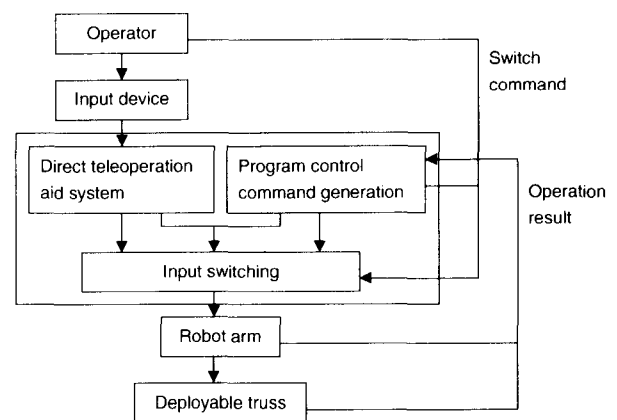 Operator
Switch
command
Input device
Direct teleoperation
aid system
Program control
command generation
Operation
result
Input switching
Robot arm
Deployable truss